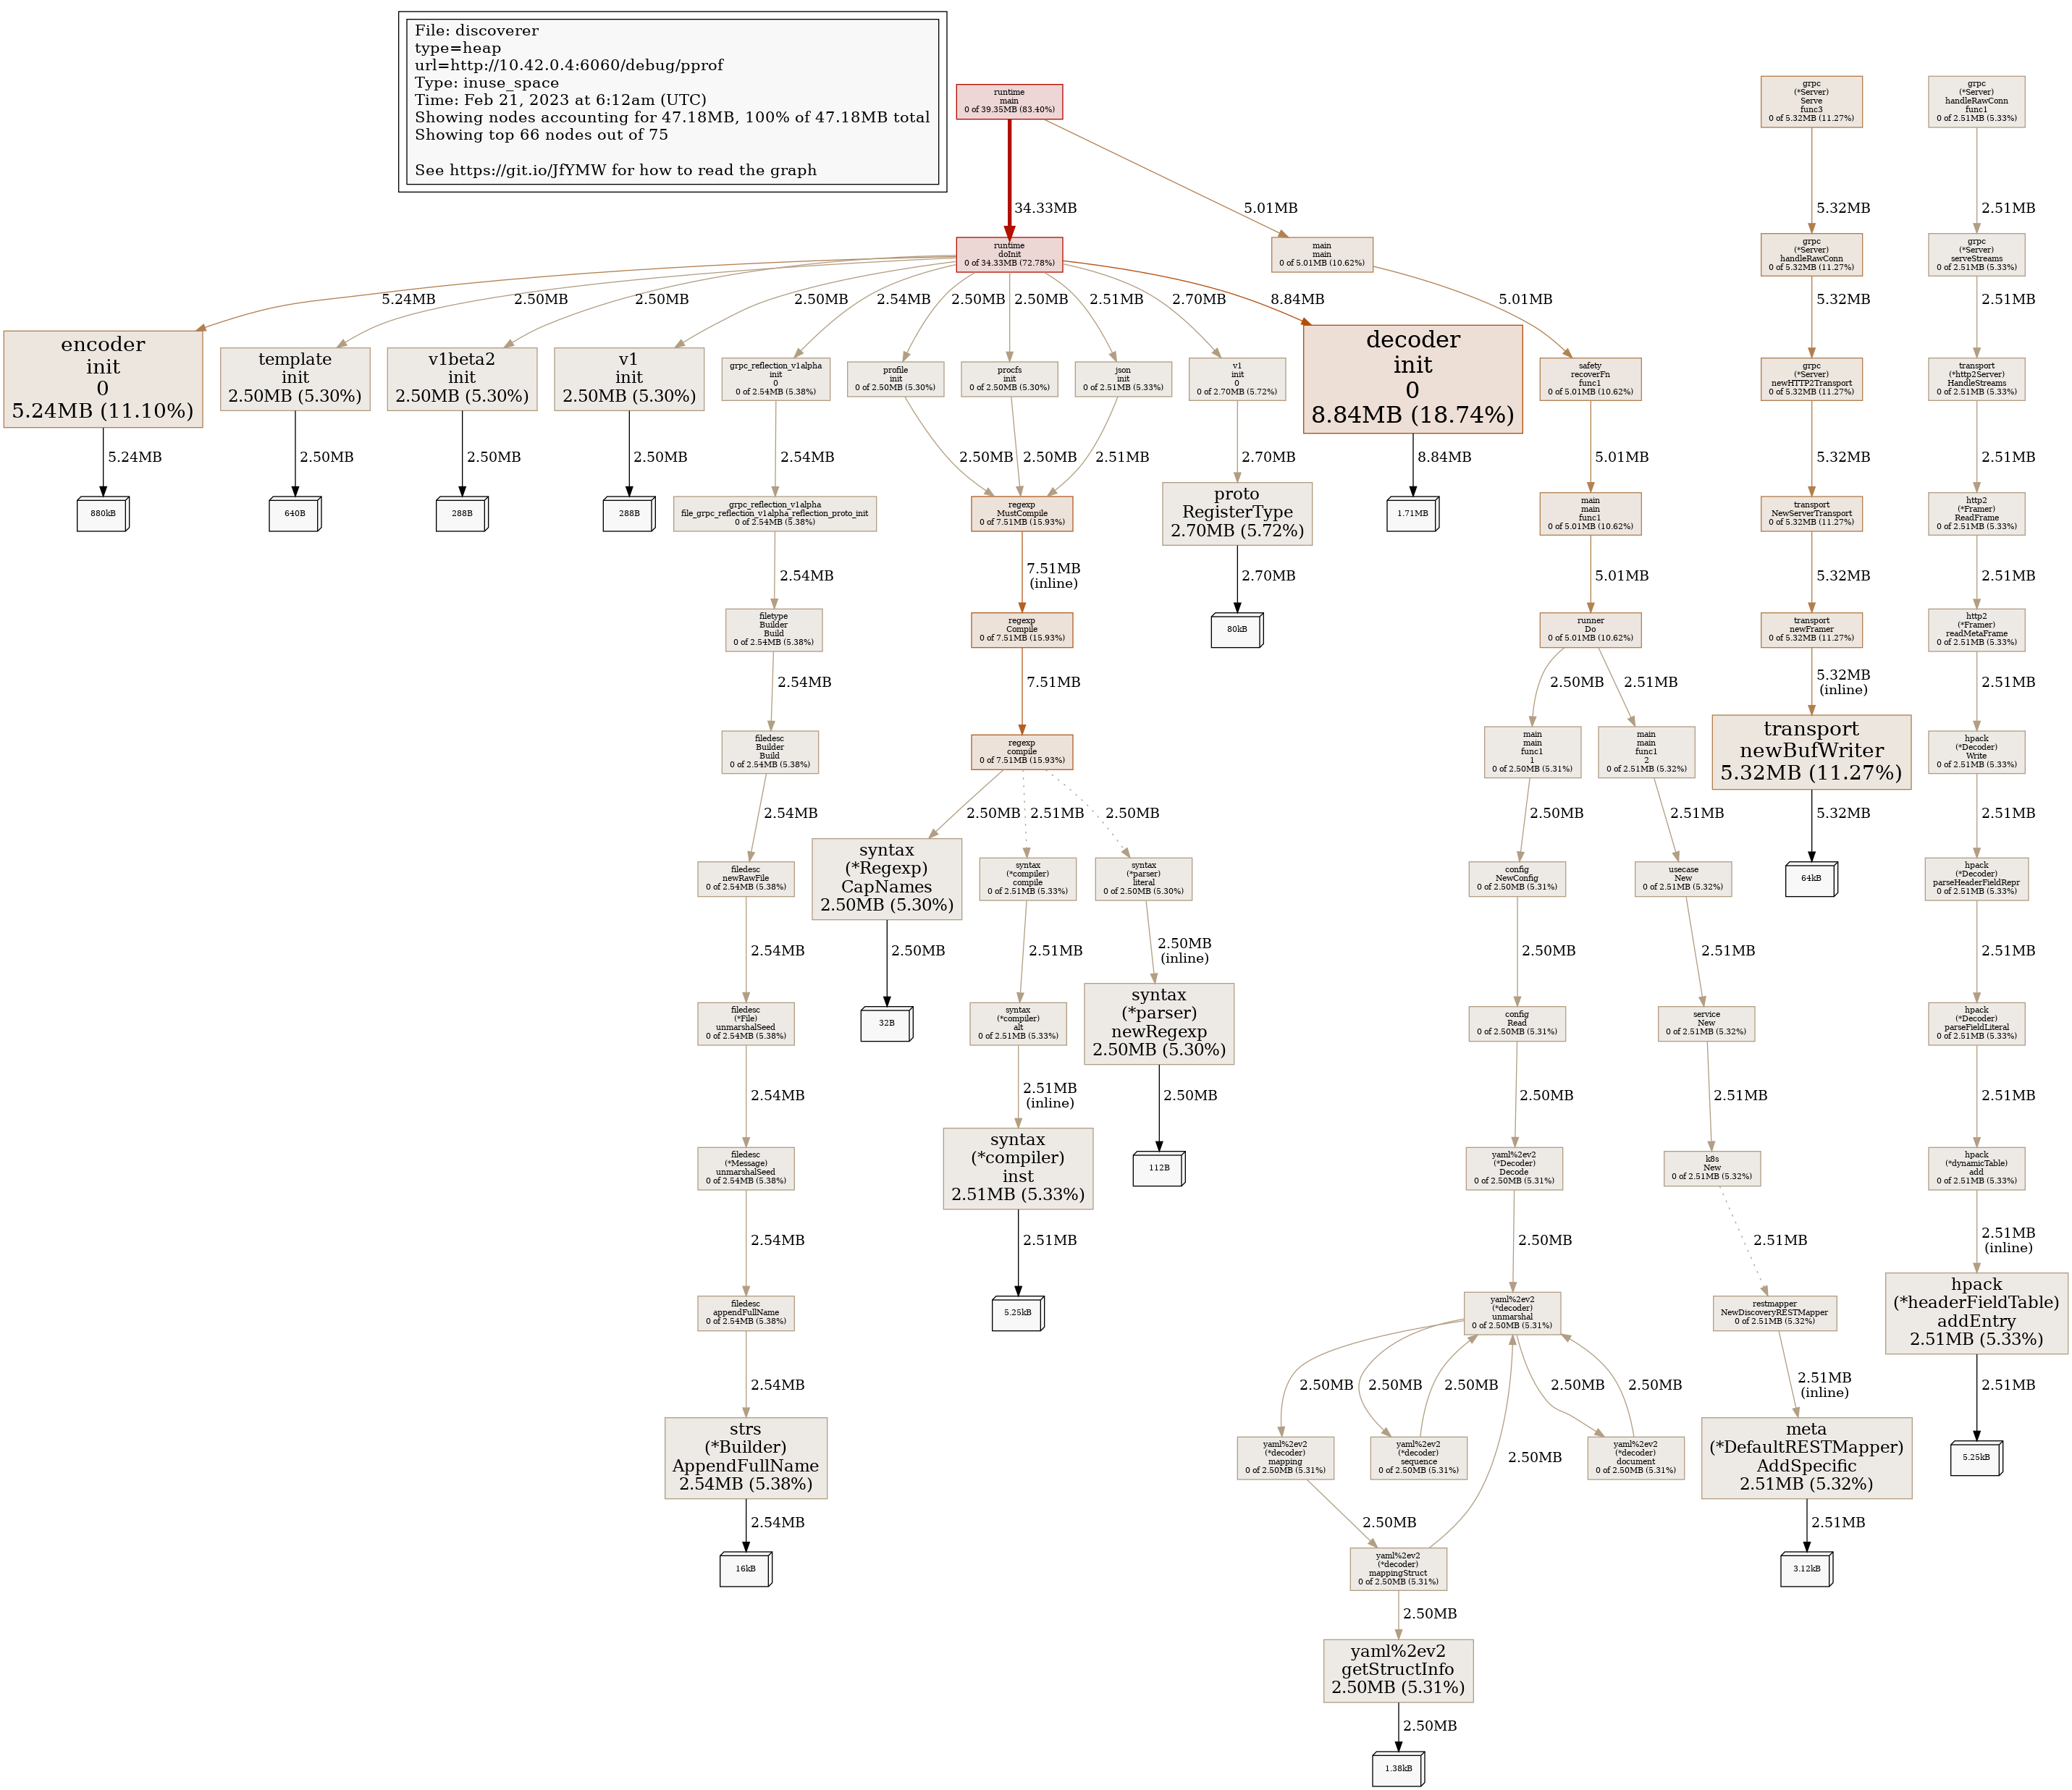 File: discoverer
type=heap
url=http://10.42.0.4:6060/debug/pprof
Type: inuse_space
Time: Feb 21, 2023 at 6:12am (UTC)
Showing nodes accounting for 47.18MB, 100% of 47.18MB total
Showing top 66 nodes out of 75
See https://git.io/JfYMW for how to read the graph
runtime
main
0 of 39.35MB (83.40%)
grpc
(*Server)
Serve
func3
0 of 5.32MB (11.27%)
grpc
(*Server)
handleRawConn
func1
0 of 2.51MB (5.33%)
34.33MB
5.01MB
5.32MB
2.51MB
runtime
doInit
0 of 34.33MB (72.78%)
main
main
0 of 5.01MB (10.62%)
grpc
(*Server)
handleRawConn
0 of 5.32MB (11.27%)
grpc
(*Server)
serveStreams
0 of 2.51MB (5.33%)
5.24MB
2.50MB
2.50MB
2.50MB
2.54MB
2.50MB
2.50MB
2.51MB
2.70MB
8.84MB
5.01MB
5.32MB
2.51MB
encoder
init
0
5.24MB (11.10%)
template
init
2.50MB (5.30%)
v1beta2
init
2.50MB (5.30%)
v1
init
2.50MB (5.30%)
grpc_reflection_v1alpha
init
0
0 of 2.54MB (5.38%)
profile
init
0 of 2.50MB (5.30%)
procfs
init
0 of 2.50MB (5.30%)
json
init
0 of 2.51MB (5.33%)
v1
init
0
0 of 2.70MB (5.72%)
decoder
init
0
8.84MB (18.74%)
safety
recoverFn
func1
0 of 5.01MB (10.62%)
grpc
(*Server)
newHTTP2Transport
0 of 5.32MB (11.27%)
transport
(*http2Server)
HandleStreams
0 of 2.51MB (5.33%)
5.24MB
2.50MB
2.50MB
2.50MB
2.54MB
2.50MB
2.50MB
2.51MB
2.70MB
8.84MB
5.01MB
5.32MB
2.51MB
880kB
640B
288B
288B
grpc_reflection_v1alpha
file_grpc_reflection_v1alpha_reflection_proto_init
0 of 2.54MB (5.38%)
regexp
MustCompile
0 of 7.51MB (15.93%)
proto
RegisterType
2.70MB (5.72%)
1.71MB
main
main
func1
0 of 5.01MB (10.62%)
transport
NewServerTransport
0 of 5.32MB (11.27%)
http2
(*Framer)
ReadFrame
0 of 2.51MB (5.33%)
2.54MB
7.51MB
(inline)
2.70MB
5.01MB
5.32MB
2.51MB
filetype
Builder
Build
0 of 2.54MB (5.38%)
regexp
Compile
0 of 7.51MB (15.93%)
80kB
runner
Do
0 of 5.01MB (10.62%)
transport
newFramer
0 of 5.32MB (11.27%)
http2
(*Framer)
readMetaFrame
0 of 2.51MB (5.33%)
2.54MB
7.51MB
2.50MB
2.51MB
5.32MB
(inline)
2.51MB
filedesc
Builder
Build
0 of 2.54MB (5.38%)
regexp
compile
0 of 7.51MB (15.93%)
main
main
func1
1
0 of 2.50MB (5.31%)
main
main
func1
2
0 of 2.51MB (5.32%)
transport
newBufWriter
5.32MB (11.27%)
hpack
(*Decoder)
Write
0 of 2.51MB (5.33%)
2.54MB
2.50MB
2.51MB
2.50MB
2.50MB
2.51MB
5.32MB
2.51MB
filedesc
newRawFile
0 of 2.54MB (5.38%)
syntax
(*Regexp)
CapNames
2.50MB (5.30%)
syntax
(*compiler)
compile
0 of 2.51MB (5.33%)
syntax
(*parser)
literal
0 of 2.50MB (5.30%)
config
NewConfig
0 of 2.50MB (5.31%)
usecase
New
0 of 2.51MB (5.32%)
64kB
hpack
(*Decoder)
parseHeaderFieldRepr
0 of 2.51MB (5.33%)
2.54MB
2.50MB
2.51MB
2.50MB
(inline)
2.50MB
2.51MB
2.51MB
filedesc
(*File)
unmarshalSeed
0 of 2.54MB (5.38%)
32B
syntax
(*compiler)
alt
0 of 2.51MB (5.33%)
syntax
(*parser)
newRegexp
2.50MB (5.30%)
config
Read
0 of 2.50MB (5.31%)
service
New
0 of 2.51MB (5.32%)
hpack
(*Decoder)
parseFieldLiteral
0 of 2.51MB (5.33%)
2.54MB
2.51MB
(inline)
2.50MB
2.50MB
2.51MB
2.51MB
filedesc
(*Message)
unmarshalSeed
0 of 2.54MB (5.38%)
syntax
(*compiler)
inst
2.51MB (5.33%)
112B
yaml%2ev2
(*Decoder)
Decode
0 of 2.50MB (5.31%)
k8s
New
0 of 2.51MB (5.32%)
hpack
(*dynamicTable)
add
0 of 2.51MB (5.33%)
2.54MB
2.51MB
2.50MB
2.51MB
2.51MB
(inline)
filedesc
appendFullName
0 of 2.54MB (5.38%)
5.25kB
yaml%2ev2
(*decoder)
unmarshal
0 of 2.50MB (5.31%)
restmapper
NewDiscoveryRESTMapper
0 of 2.51MB (5.32%)
hpack
(*headerFieldTable)
addEntry
2.51MB (5.33%)
2.54MB
2.50MB
2.50MB
2.50MB
2.50MB
2.50MB
2.51MB
(inline)
2.51MB
strs
(*Builder)
AppendFullName
2.54MB (5.38%)
yaml%2ev2
(*decoder)
mapping
0 of 2.50MB (5.31%)
yaml%2ev2
(*decoder)
sequence
0 of 2.50MB (5.31%)
2.50MB
yaml%2ev2
(*decoder)
document
0 of 2.50MB (5.31%)
meta
(*DefaultRESTMapper)
AddSpecific
2.51MB (5.32%)
5.25kB
2.54MB
2.50MB
2.51MB
16kB
yaml%2ev2
(*decoder)
mappingStruct
0 of 2.50MB (5.31%)
3.12kB
2.50MB
yaml%2ev2
getStructInfo
2.50MB (5.31%)
2.50MB
1.38kB